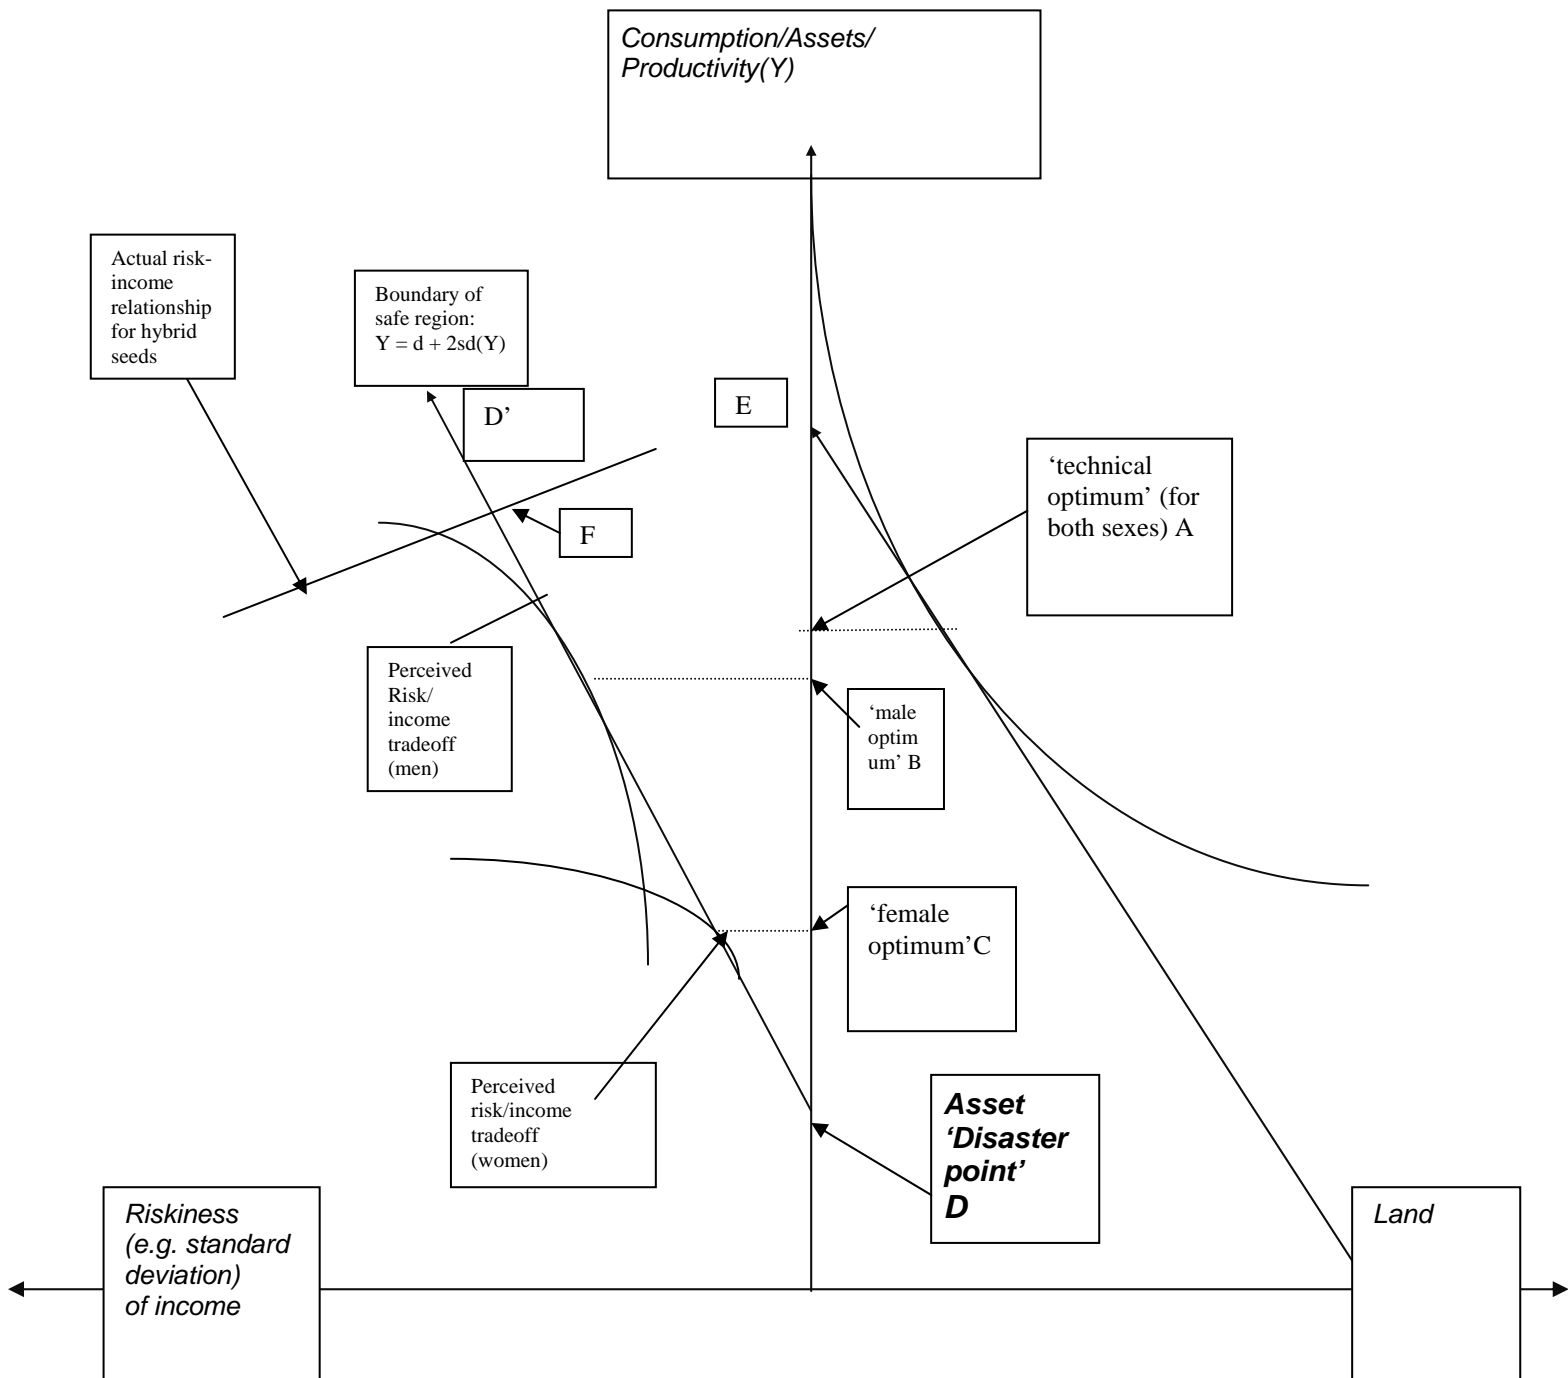 Consumption/Assets/
Productivity(Y)
Actual risk-
income
relationship
for hybrid
seeds
Boundary of
safe region:
Y = d + 2sd(Y)
D’
E
F
‘technical
optimum’ (for
both sexes) A
Perceived
Risk/
income
tradeoff
(men)
‘male
optim
um’ B
‘female
optimum’C
Perceived
risk/income
tradeoff
(women)
Asset
‘Disaster
point’
D
Riskiness
(e.g. standard
deviation)
of income
Land